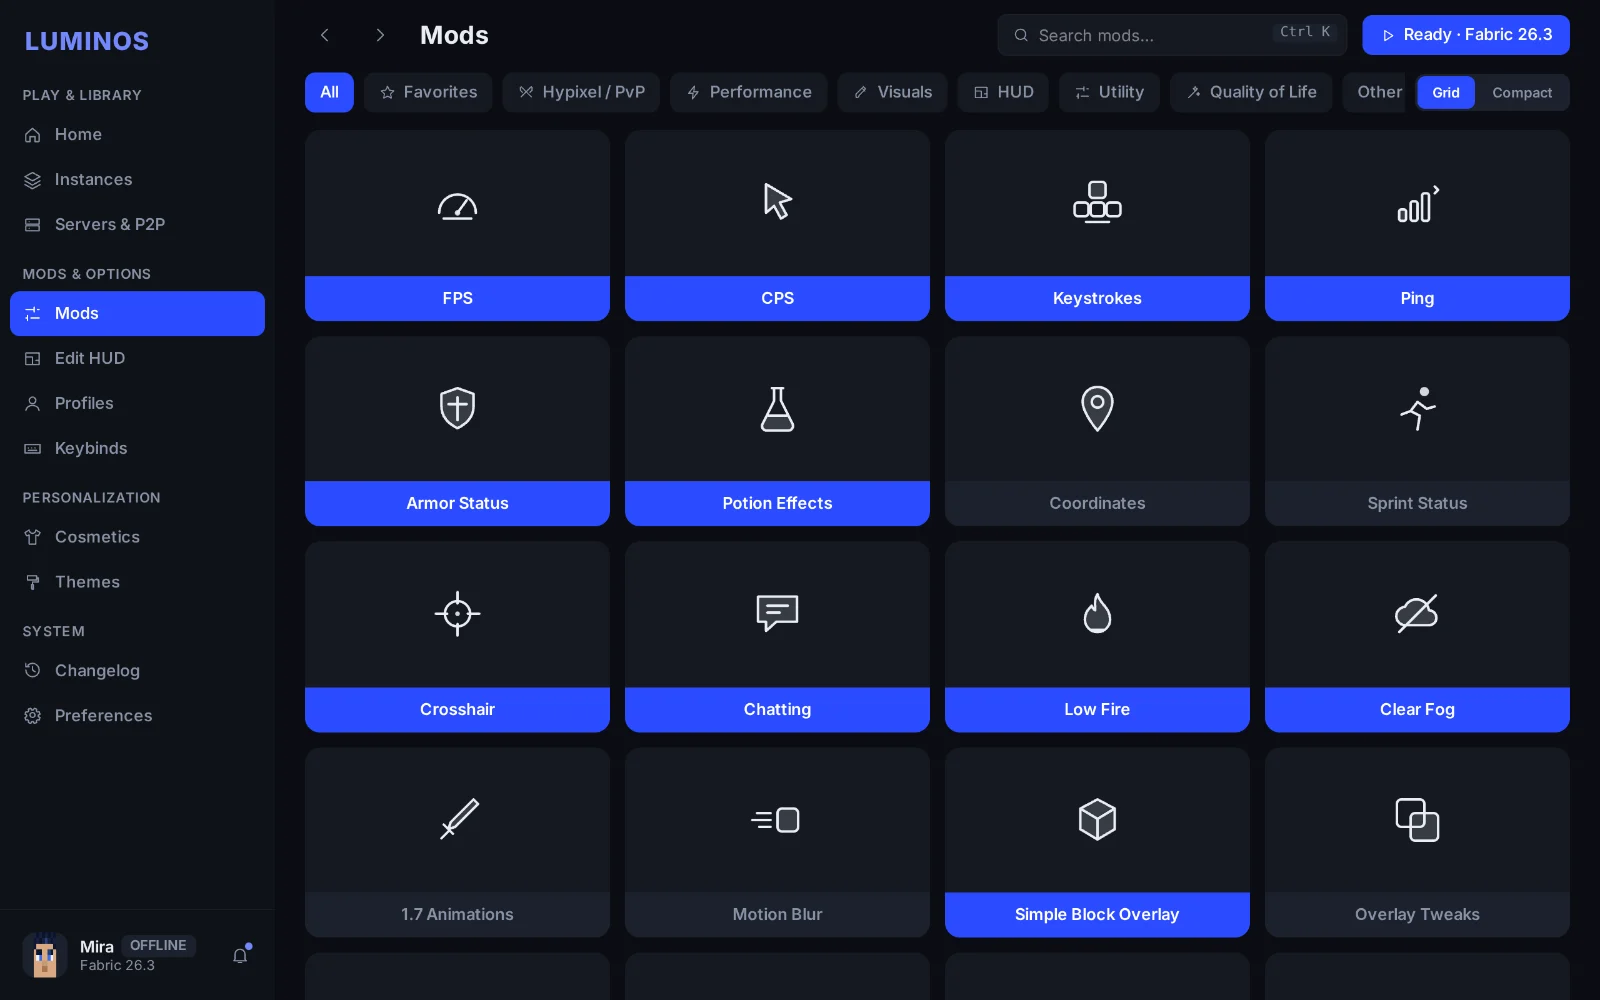 LUMINOS
PLAY & LIBRARY
Home
Instances
Servers & P2P
MODS & OPTIONS
Mods
Edit HUD
Profiles
Keybinds
PERSONALIZATION
Cosmetics
Themes
SYSTEM
Changelog
Preferences
Mira OFFLINE
Fabric 26.3
Mods
Search mods... Ctrl K
Ready · Fabric 26.3
All Favorites Hypixel / PvP Performance Visuals HUD Utility Quality of Life Other Grid Compact
FPS CPS Keystrokes Ping
Armor Status Potion Effects Coordinates Sprint Status
Crosshair Chatting Low Fire Clear Fog
1.7 Animations Motion Blur Simple Block Overlay Overlay Tweaks